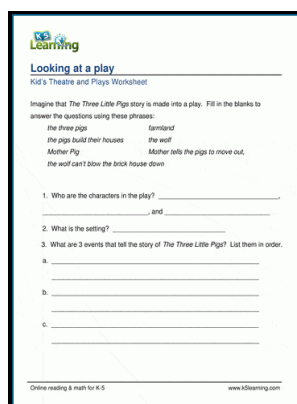 K5
Learning
Looking at a play
Kid's Theatre and Plays Worksheet
Imagine that The Three Little Pigs story is made into a play. Fill in the blanks to
answer the questions using these phrases:
the three pigs farmland
the pigs build their houses the wolf
Mother Pig Mother tells the pigs to move out,
the wolf can't blow the brick house down
1. Who are the characters in the play? ,
, and
2. What is the setting?
3. What are 3 events that tell the story of The Three Little Pigs? List them in order.
a.
b.
c.
Online reading & math for K-5 www.k5learning.com